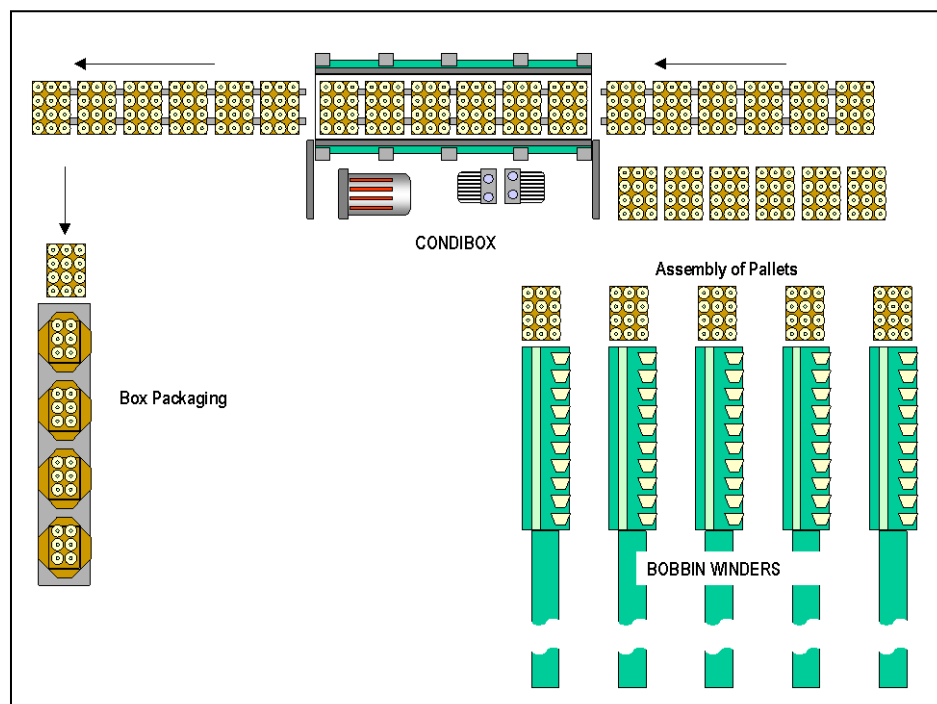 CONDIBOX
Assembly of Pallets
Box Packaging
BOBBIN WINDERS